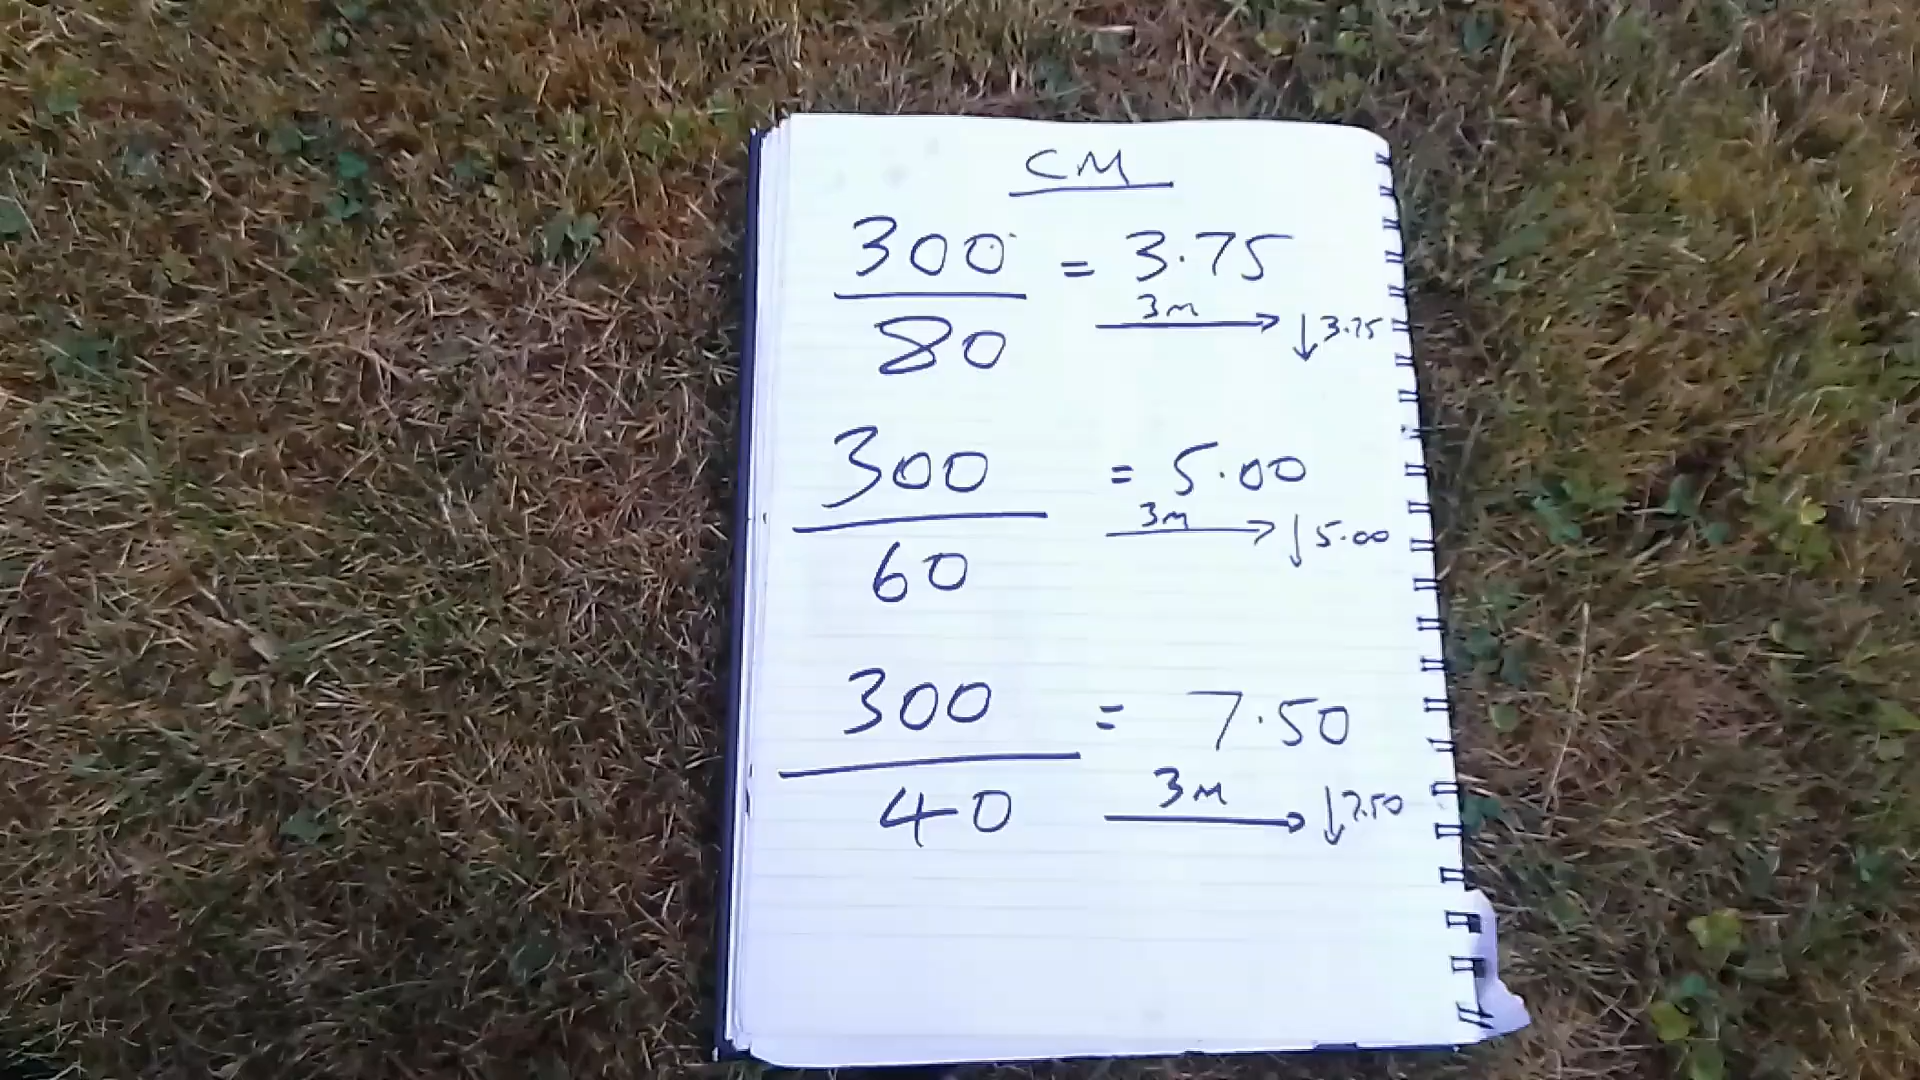 CM
300 = 3.75
80
3m 3.75
300 = 5.00
60
3m 5.00
300 = 7.50
40
3m 7.50